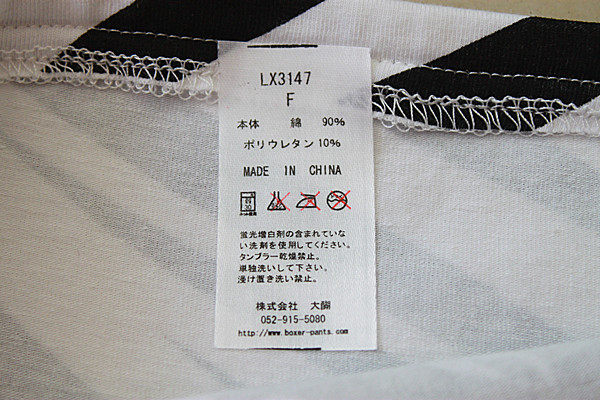 LX3147
F
本体 綿 90%
ポリウレタン 10%
MADE IN CHINA
蛍光増白剤の含まれていな
い洗剤を使用してください。
タンブラー乾燥禁止。
単独洗いして下さい。
浸け置き洗い禁止。
株式会社 大醐
052-915-5080
http://www.boxer-pants.com